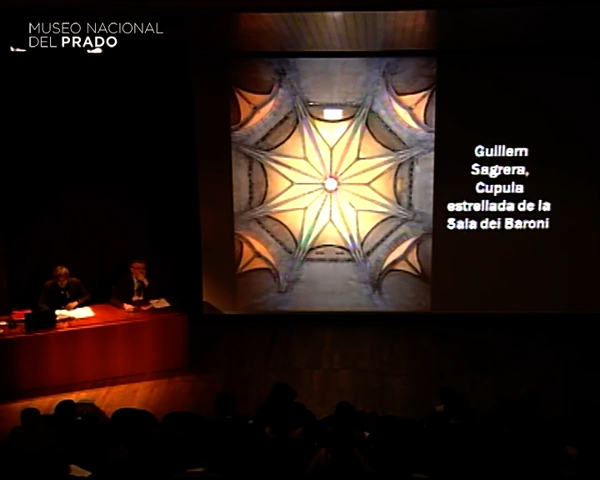 MUSEO NACIONAL
DEL PRADO
Guillem
Sagrera,
Cupula
estrellada de la
Sala dei Baroni